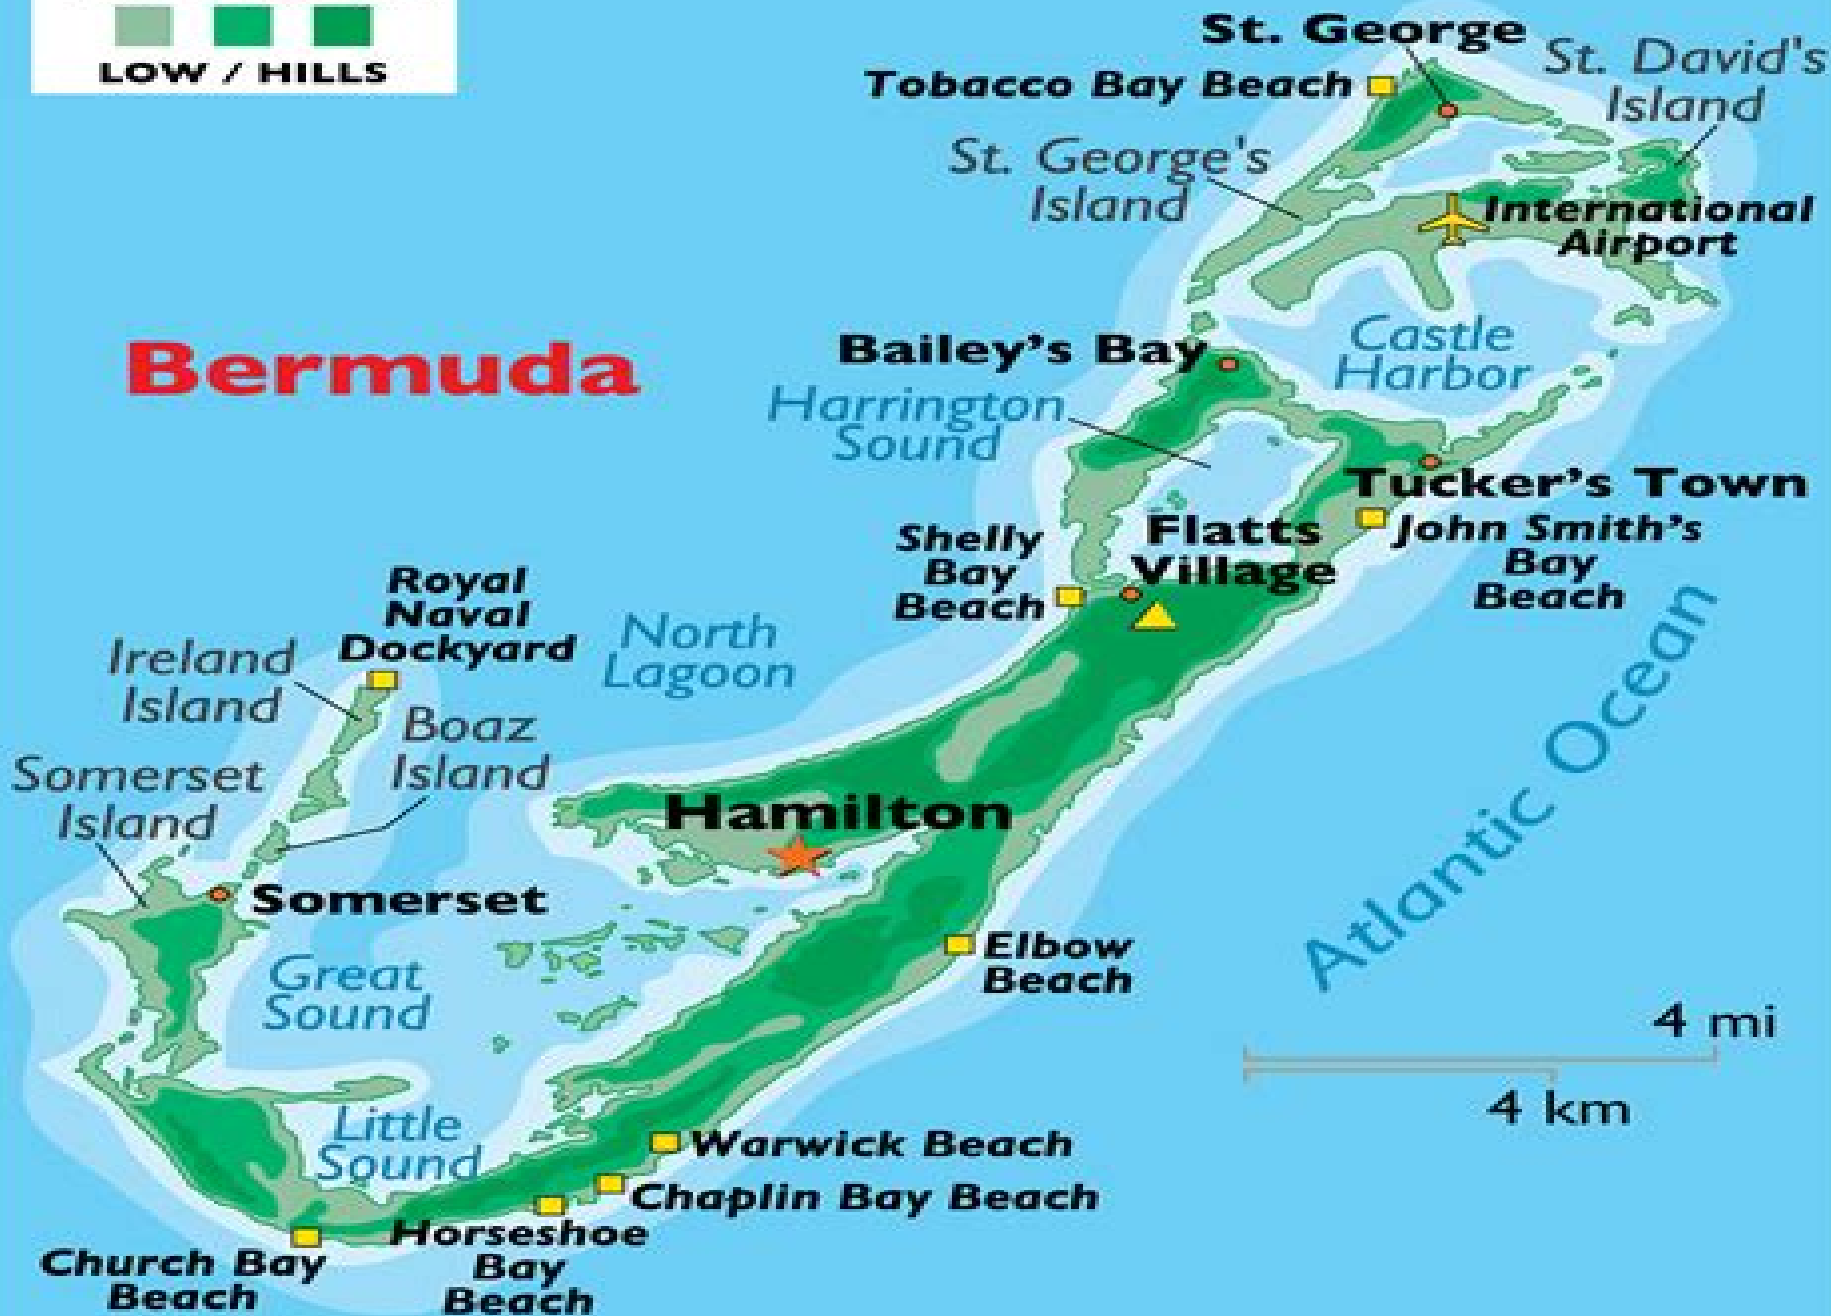 LOW / HILLS
St. George
Tobacco Bay Beach
St. David's
Island
St. George's
Island
International
Airport
Castle
Harbor
Bailey's Bay
Bermuda
Harrington
Sound
Tucker's Town
John Smith's
Bay
Beach
Flatts
Village
Shelly
Bay
Beach
Royal
Naval
Dockyard
North
Lagoon
Ireland
Island
Boaz
Island
Somerset
Island
Hamilton
Atlantic Ocean
Somerset
Elbow
Beach
Great
Sound
4 mi
4 km
Little
Sound
Warwick Beach
Chaplin Bay Beach
Horseshoe
Bay
Beach
Church Bay
Beach